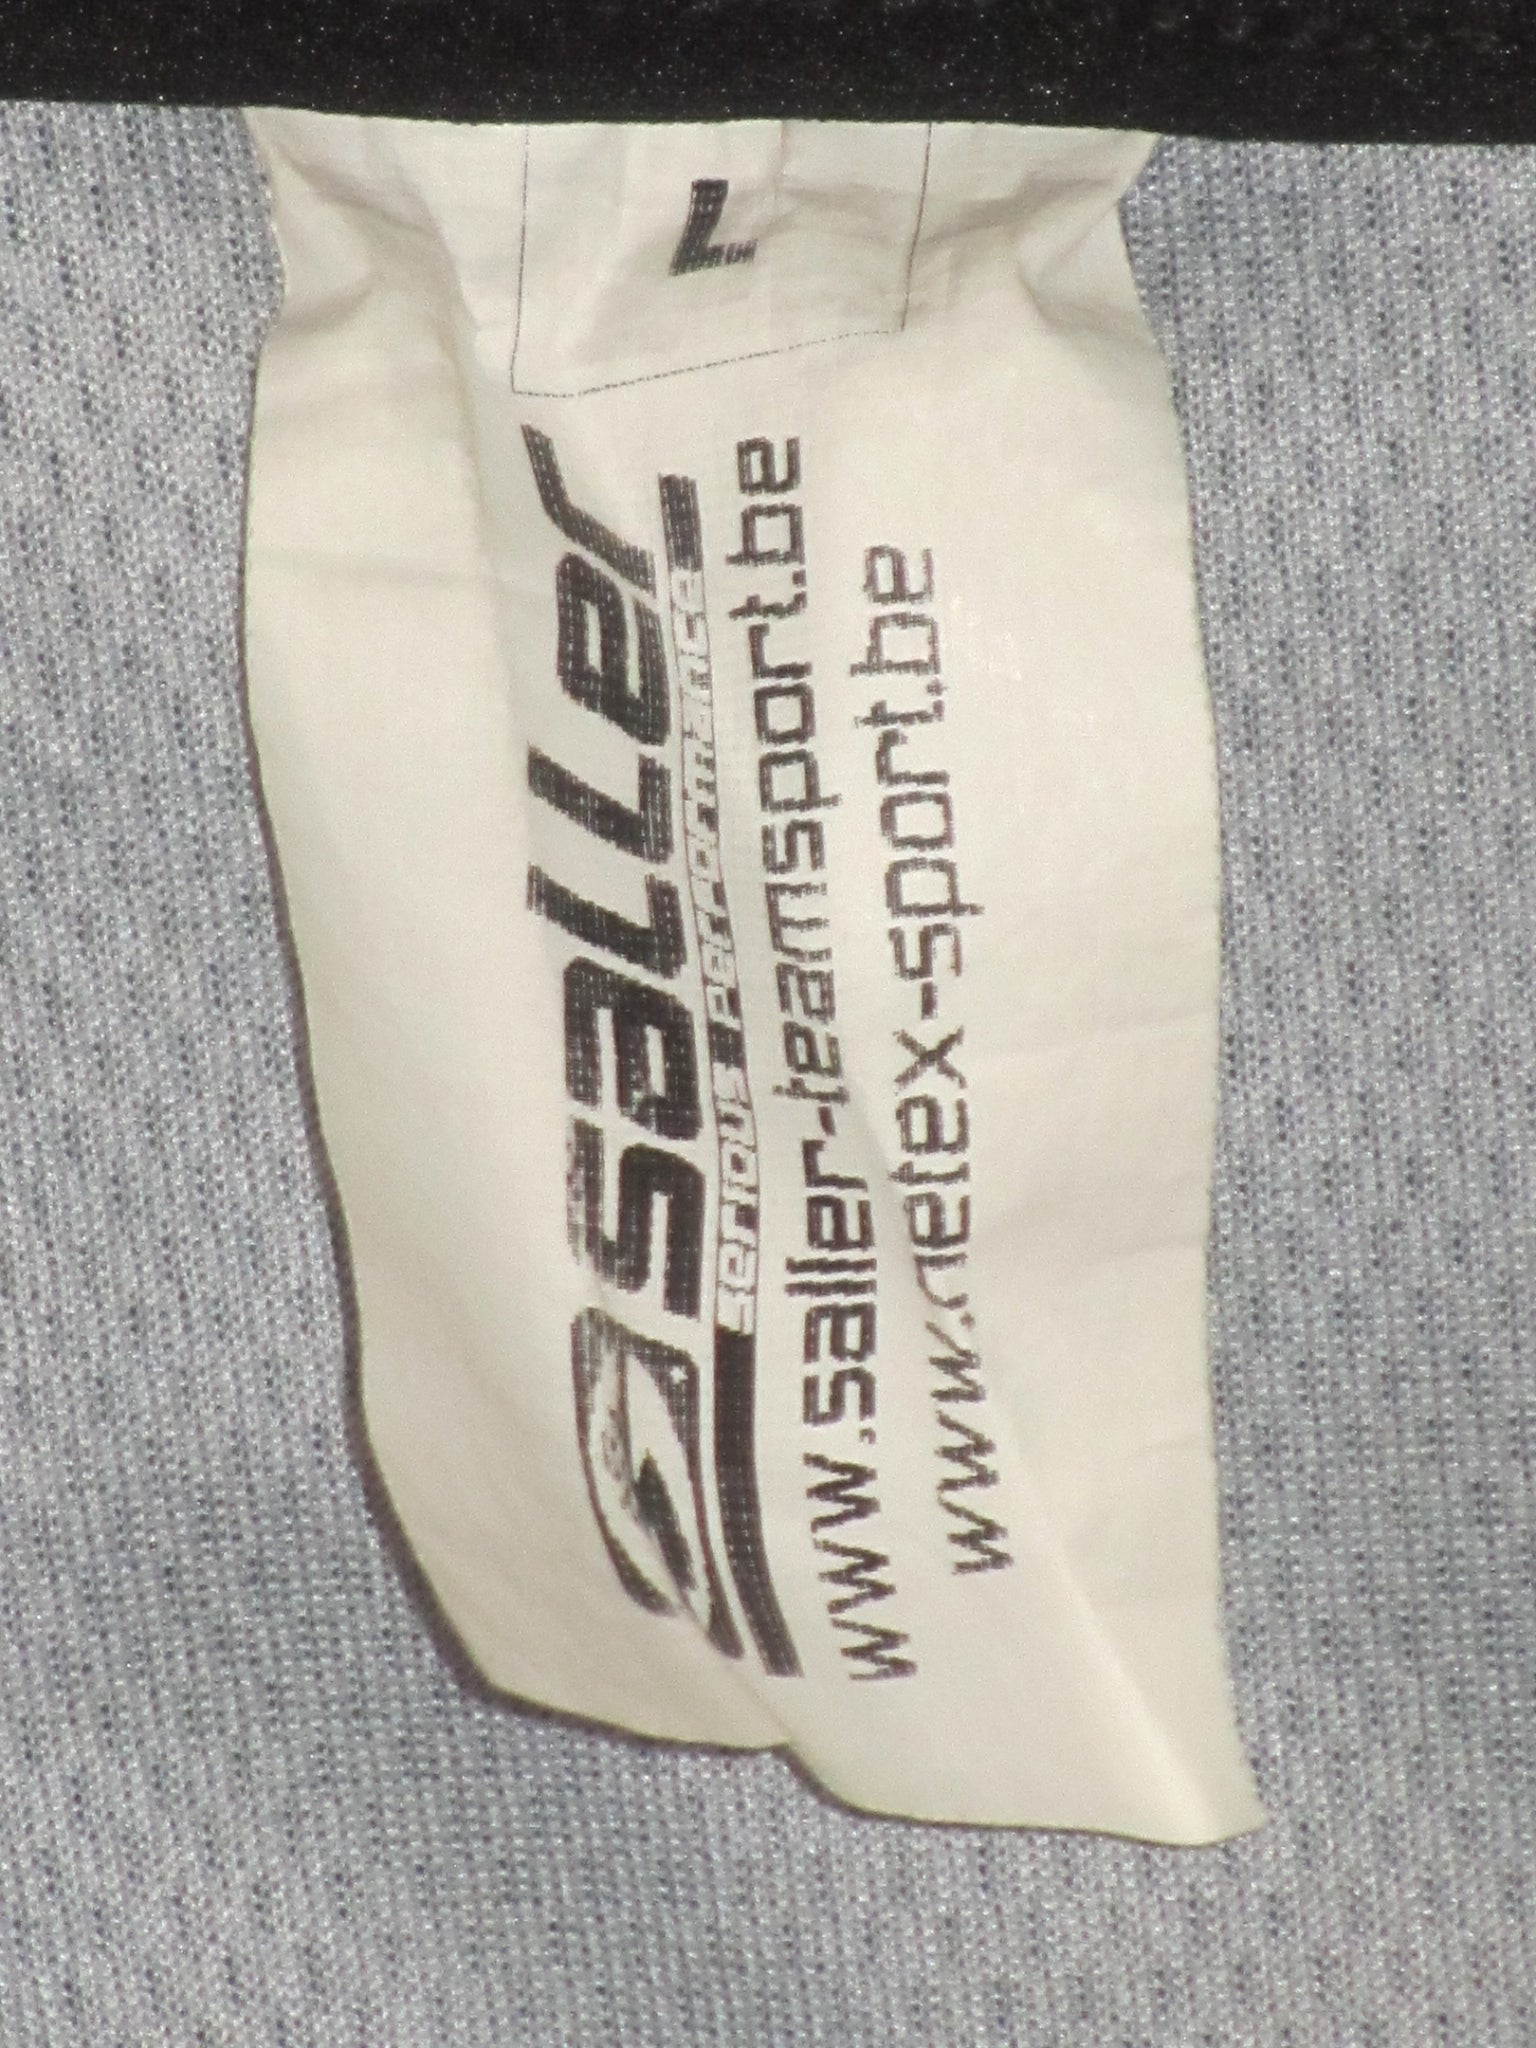 saller
serious performance
www.saller-teamsport.be
www.netex-sport.be
L